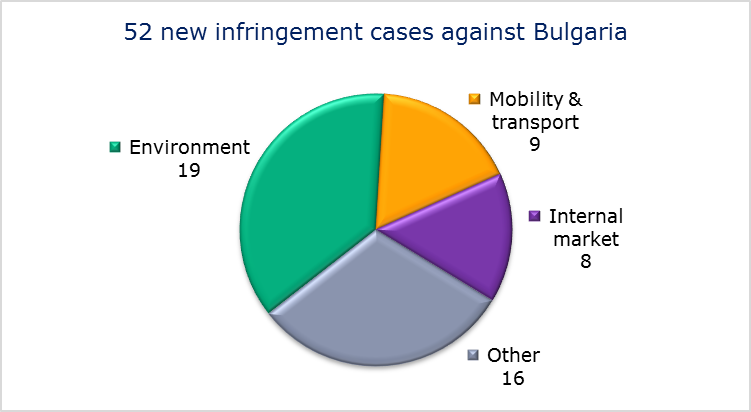 52 new infringement cases against Bulgaria
Mobility &
transport
9
Environment
19
Internal
market
8
Other
16